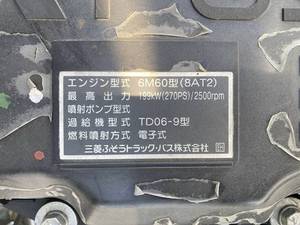 エンジン型式 6M60型(8AT2)
最高出力 199kW(270PS)/2500rpm
噴射ポンプ型式
過給機型式 TD06-9型
燃料噴射方式 電子式
三菱ふそうトラック・バス株式会社